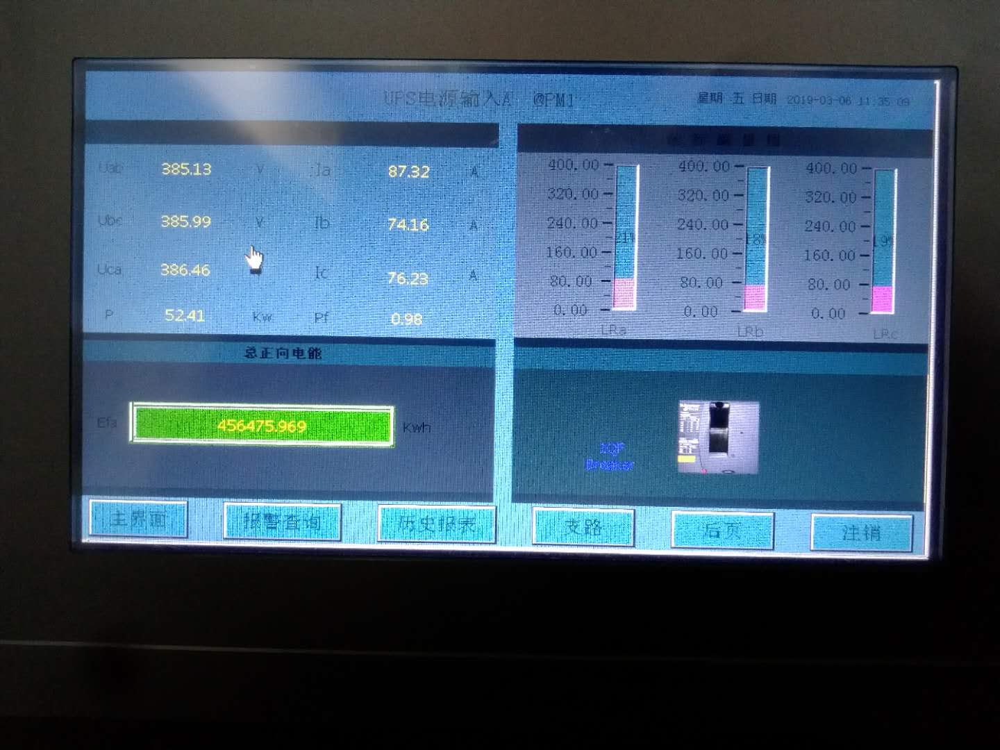 UPS电源输入A @PM1
星期 五 日期 2019-03-06 11:35 09
Uab 385.13 V Ia 87.32 A
Ubc 385.99 V Ib 74.16 A
Uca 386.46 Ic 76.23 A
P 52.41 Kw Pf 0.98
400.00 400.00 400.00
320.00 320.00 320.00
240.00 240.00 240.00
21% 18% 19%
160.00 160.00 160.00
80.00 80.00 80.00
0.00 0.00 0.00
LRa LRb LRc
总正向电能
Efa 456475.969 Kwh
Breaker
主界面 报警查询 历史报表 支路 后页 注销